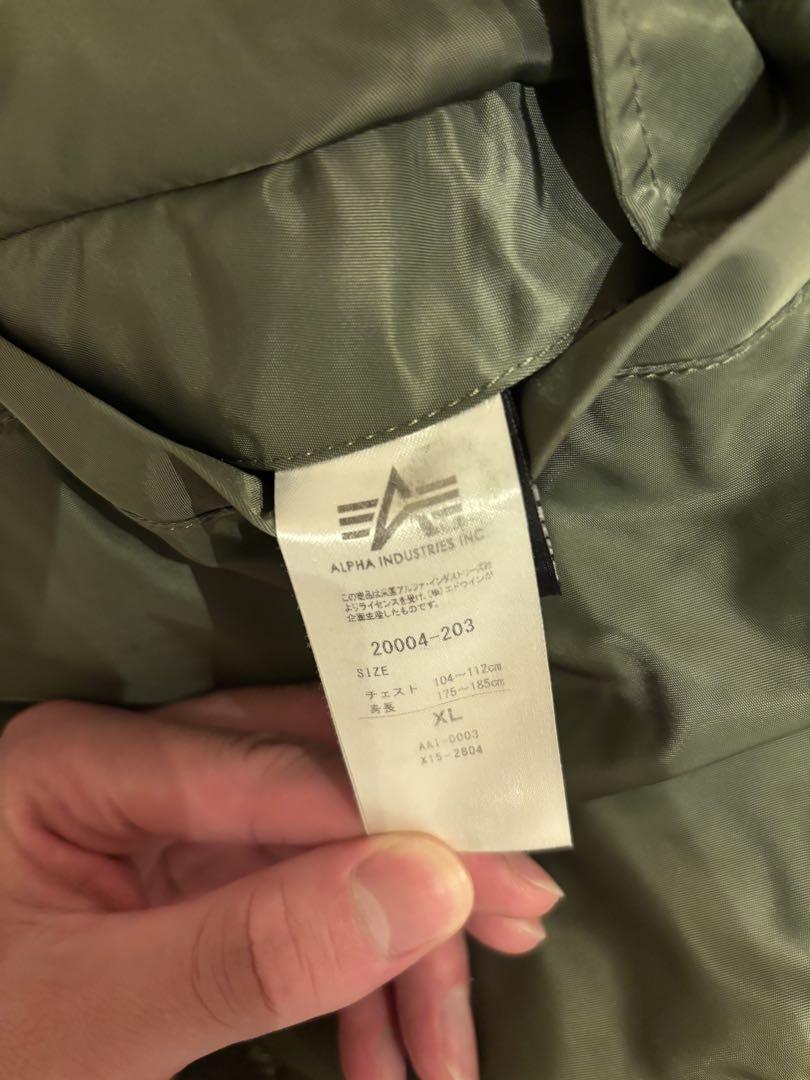 ALPHA INDUSTRIES INC
この商品は米国アルファ・インダストリーズ社
よりライセンスを受け、(株)エドウインが
企画生産したものです。
20004-203
SIZE
チェスト 104～112cm
身長 175～185cm
XL
AA1-0003
X15-2804